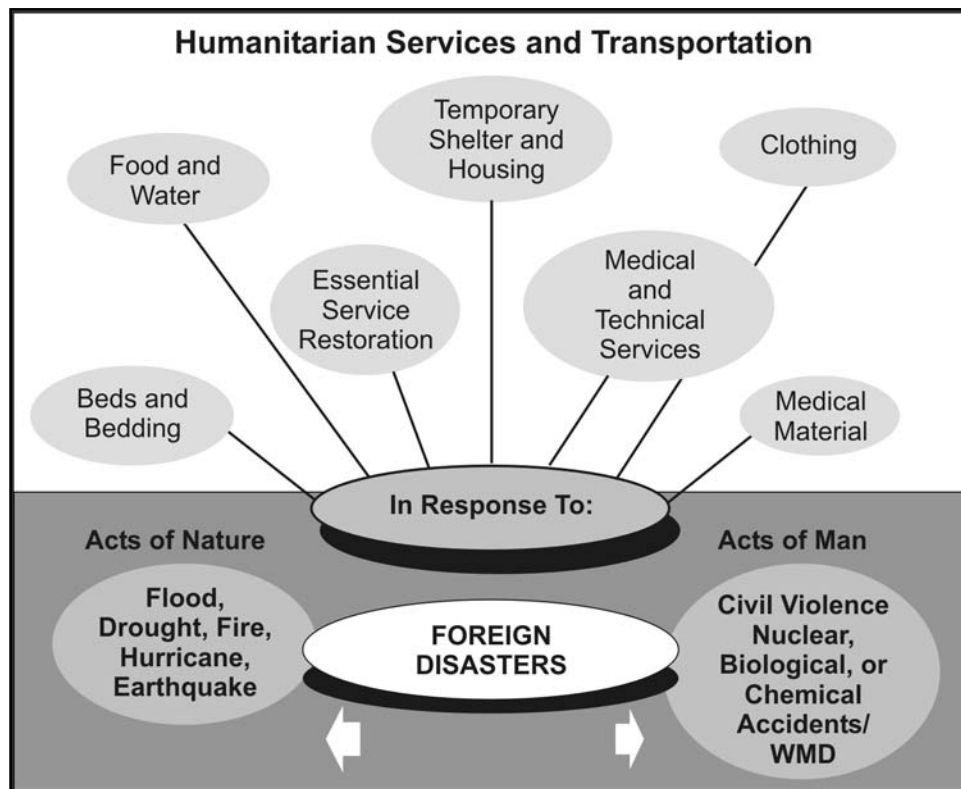 Humanitarian Services and Transportation
Temporary
Shelter and
Housing
Clothing
Food and
Water
Essential
Service
Restoration
Medical
and
Technical
Services
Beds and
Bedding
Medical
Material
In Response To:
Acts of Nature
Acts of Man
Flood,
Drought, Fire,
Hurricane,
Earthquake
FOREIGN
DISASTERS
Civil Violence
Nuclear,
Biological, or
Chemical
Accidents/
WMD